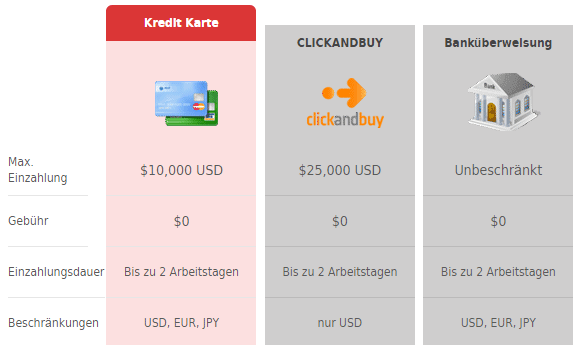 Kredit Karte
CLICKANDBUY
Banküberweisung
clickandbuy
Max.
Einzahlung
$10,000 USD
$25,000 USD
Unbeschränkt
Gebühr
$0
$0
$0
Einzahlungsdauer
Bis zu 2 Arbeitstagen
Bis zu 2 Arbeitstagen
Bis zu 2 Arbeitstagen
Beschränkungen
USD, EUR, JPY
nur USD
USD, EUR, JPY